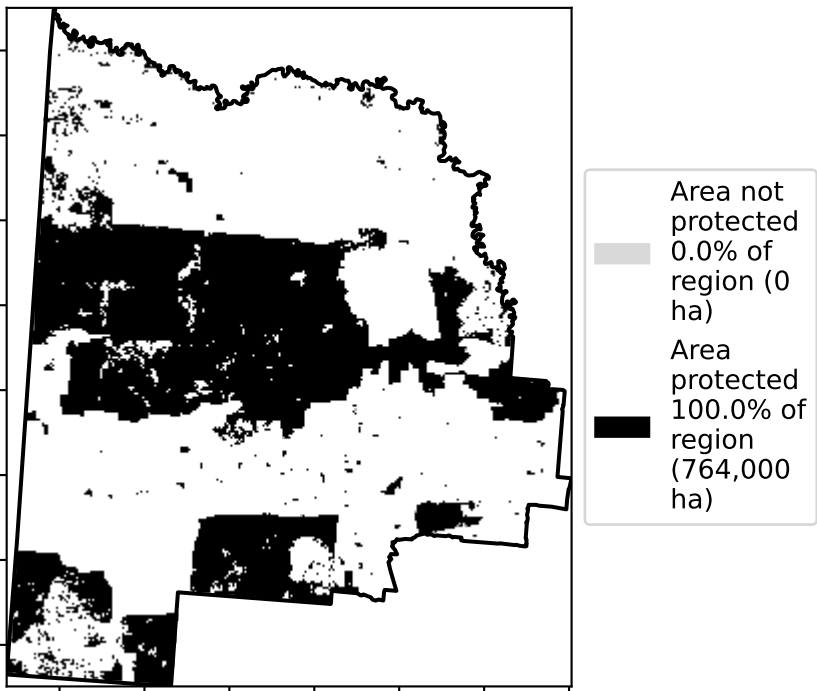 Area not
protected
0.0% of
region (0
ha)
Area
protected
100.0% of
region
(764,000
ha)